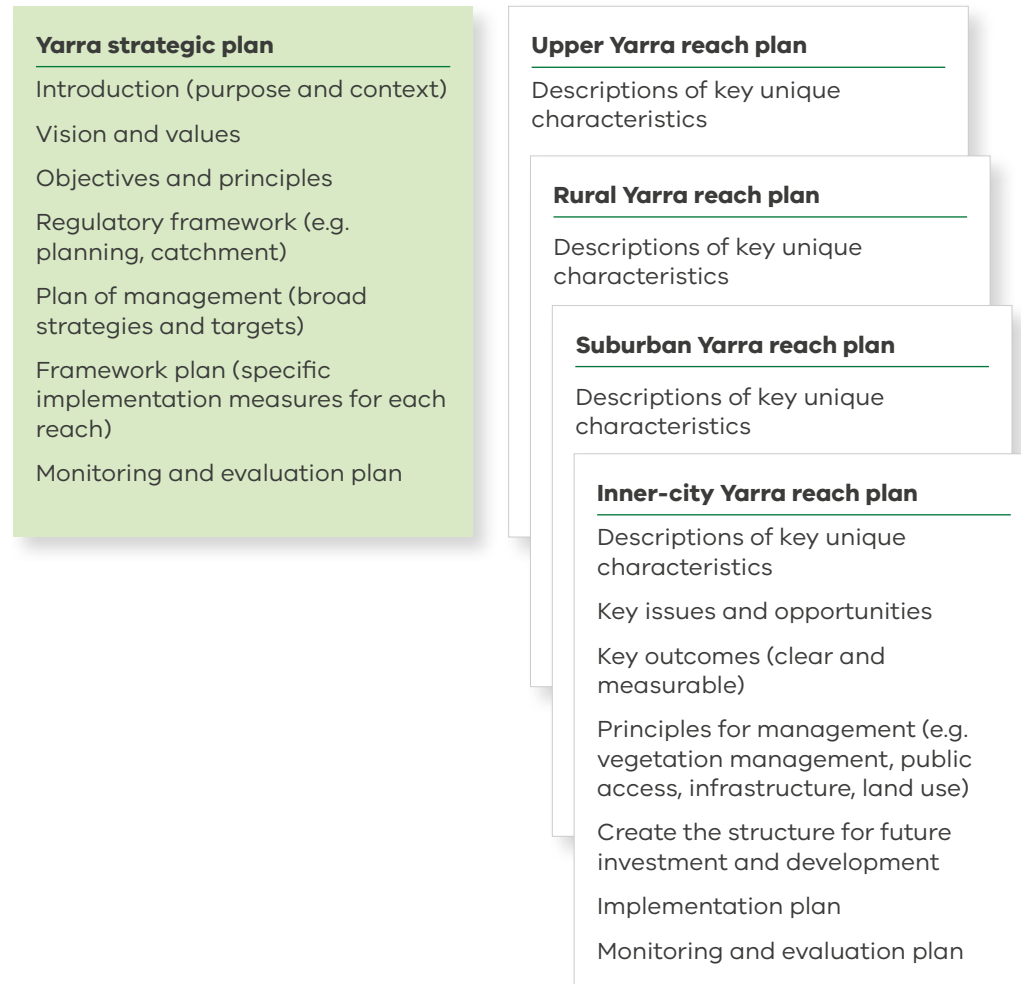 Yarra strategic plan
Introduction (purpose and context)
Vision and values
Objectives and principles
Regulatory framework (e.g.
planning, catchment)
Plan of management (broad
strategies and targets)
Framework plan (specific
implementation measures for each
reach)
Monitoring and evaluation plan
Upper Yarra reach plan
Descriptions of key unique
characteristics
Rural Yarra reach plan
Descriptions of key unique
characteristics
Suburban Yarra reach plan
Descriptions of key unique
characteristics
Inner-city Yarra reach plan
Descriptions of key unique
characteristics
Key issues and opportunities
Key outcomes (clear and
measurable)
Principles for management (e.g.
vegetation management, public
access, infrastructure, land use)
Create the structure for future
investment and development
Implementation plan
Monitoring and evaluation plan